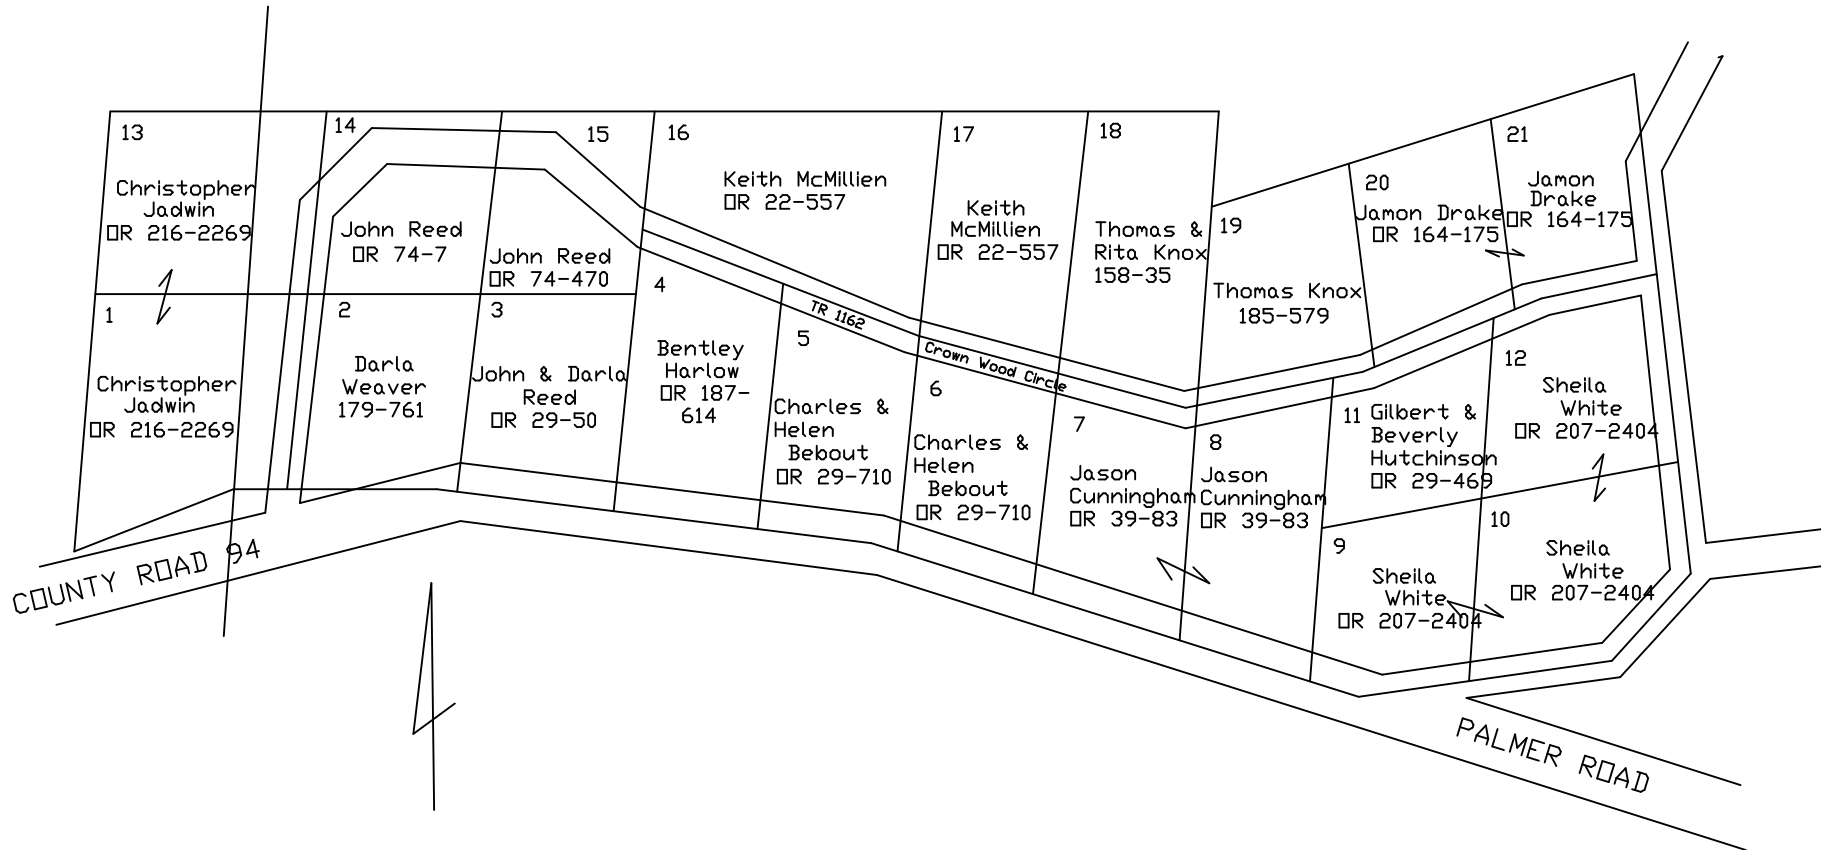 13
Christopher
Jadwin
OR 216-2269
14
John Reed
OR 74-7
15
John Reed
OR 74-470
16
Keith McMillien
OR 22-557
17
Keith
McMillien
OR 22-557
18
Thomas &
Rita Knox
158-35
19
Thomas Knox
185-579
20
Jamon Drake
OR 164-175
21
Jamon
Drake
OR 164-175
1
Christopher
Jadwin
OR 216-2269
2
Darla
Weaver
179-761
3
John & Darla
Reed
OR 29-50
4
Bentley
Harlow
OR 187-
614
5
Charles &
Helen
Bebout
OR 29-710
TR 1162
Crown Wood Circle
6
Charles &
Helen
Bebout
OR 29-710
7
Jason
Cunningham
OR 39-83
8
Jason
Cunningham
OR 39-83
11
Gilbert &
Beverly
Hutchinson
OR 29-469
12
Sheila
White
OR 207-2404
9
Sheila
White
OR 207-2404
10
Sheila
White
OR 207-2404
COUNTY ROAD 94
PALMER ROAD